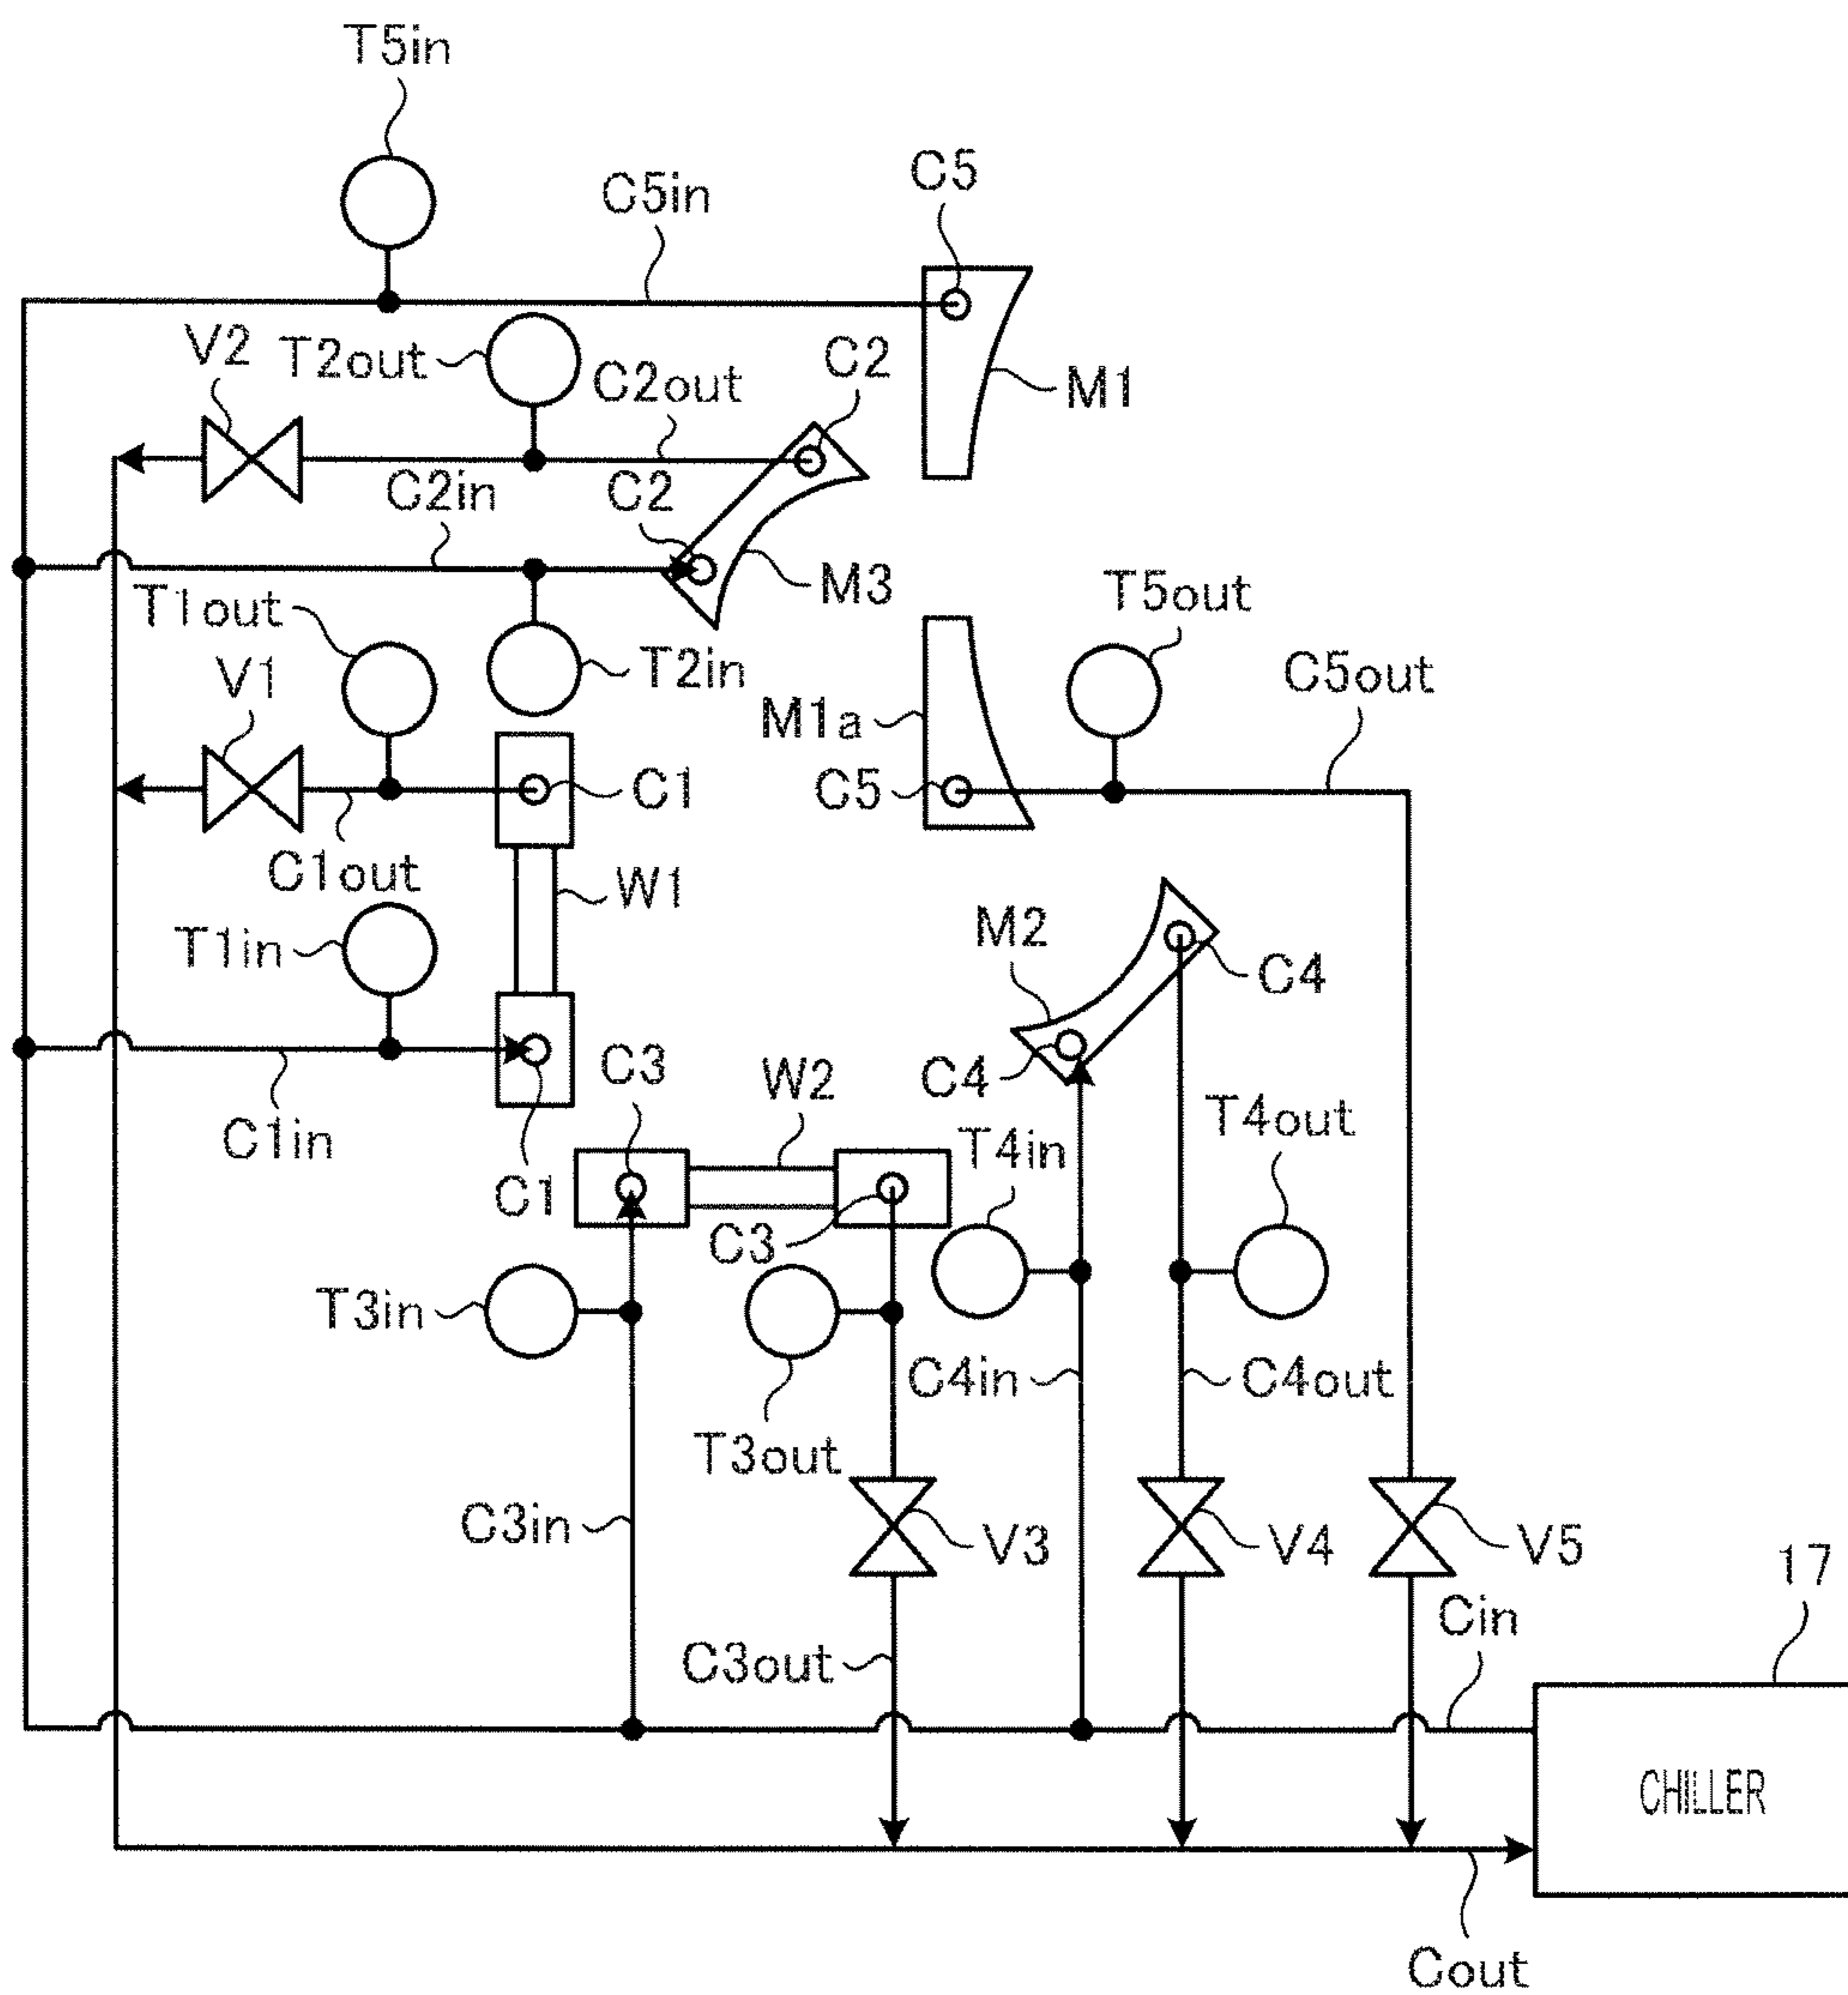 T5in
C5in
C5
V2
T2out
C2out
C2
M1
C2in
C2
M3
T1out
T2in
T5out
V1
M1a
C5out
C1
C5
C1out
W1
T1in
M2
C4
C3
W2
C4
C1in
T4in
T4out
C1
C3
T3in
C4in
C4out
T3out
C3in
V3
V4
V5
17
Cin
C3out
CHILLER
Cout